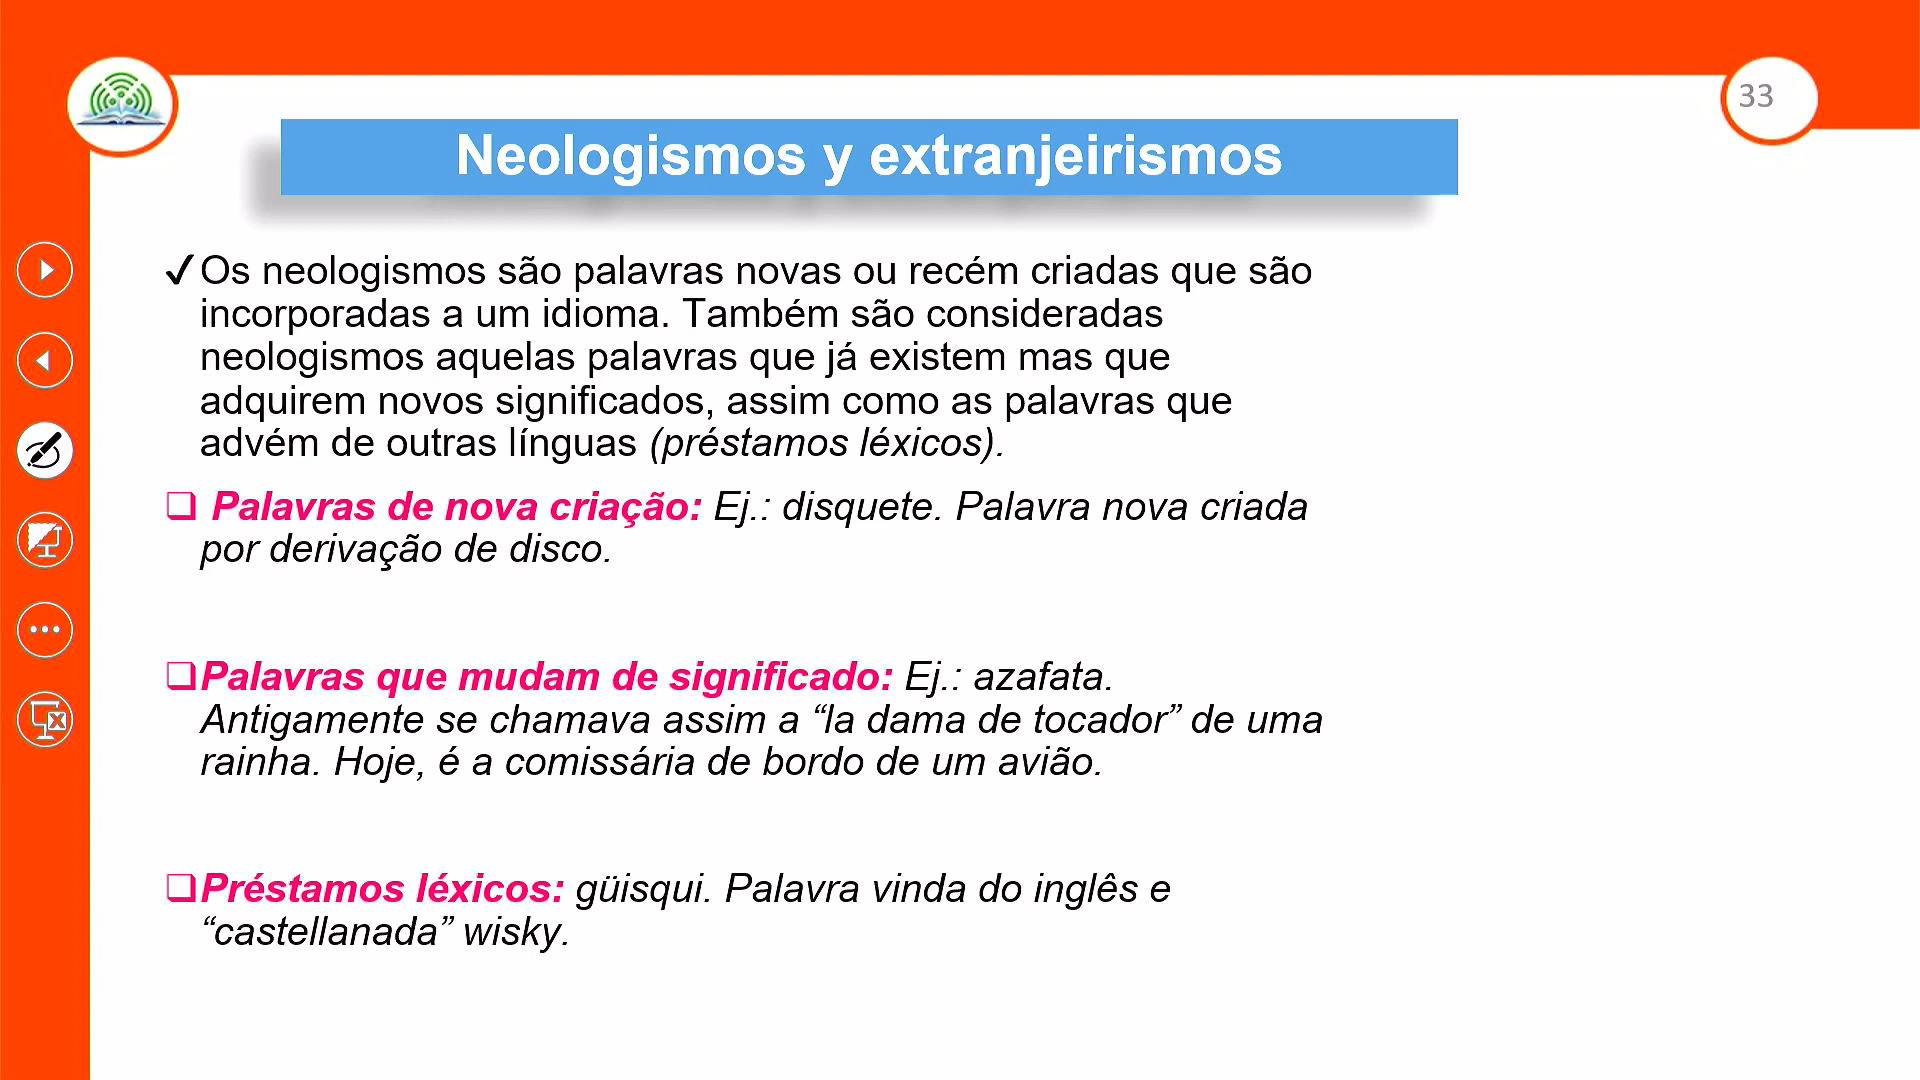 33
Neologismos y extranjeirismos
✓Os neologismos são palavras novas ou recém criadas que são
incorporadas a um idioma. Também são consideradas
neologismos aquelas palavras que já existem mas que
adquirem novos significados, assim como as palavras que
advém de outras línguas (préstamos léxicos).
❑ Palavras de nova criação: Ej.: disquete. Palavra nova criada
por derivação de disco.
❑Palavras que mudam de significado: Ej.: azafata.
Antigamente se chamava assim a “la dama de tocador” de uma
rainha. Hoje, é a comissária de bordo de um avião.
❑Préstamos léxicos: güisqui. Palavra vinda do inglês e
“castellanada” wisky.